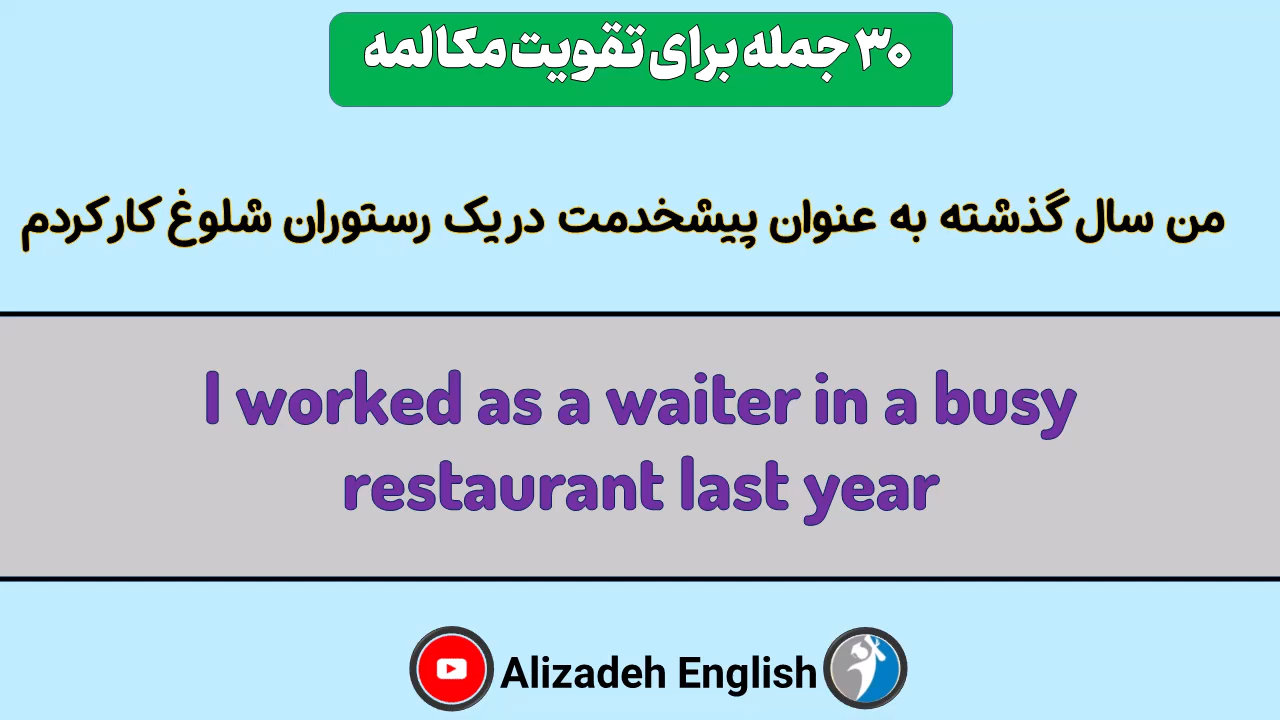 ۳۰ جمله برای تقویت مکالمه
من سال گذشته به عنوان پیشخدمت در یک رستوران شلوغ کار کردم
I worked as a waiter in a busy
restaurant last year
Alizadeh English